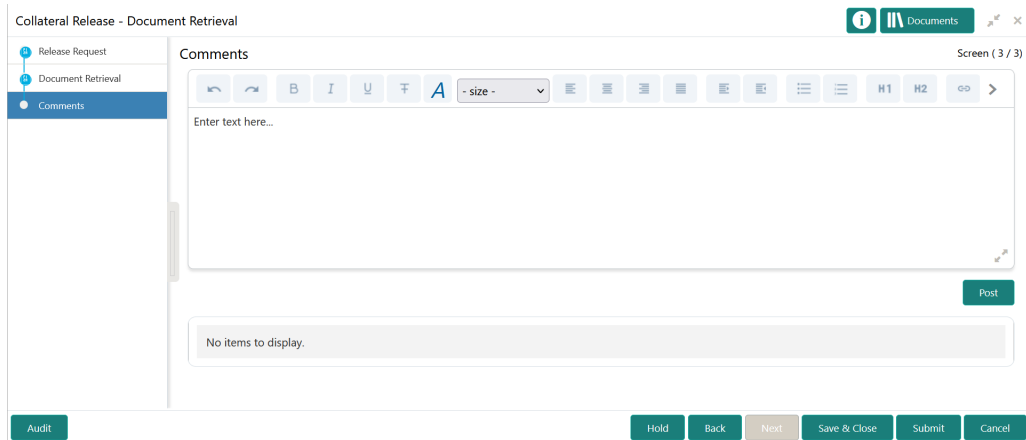 Collateral Release - Document Retrieval
Documents
Release Request
Document Retrieval
Comments
Comments
Screen ( 3 / 3)
B I U T A - size - H1 H2
Enter text here...
Post
No items to display.
Audit
Hold Back Next Save & Close Submit Cancel